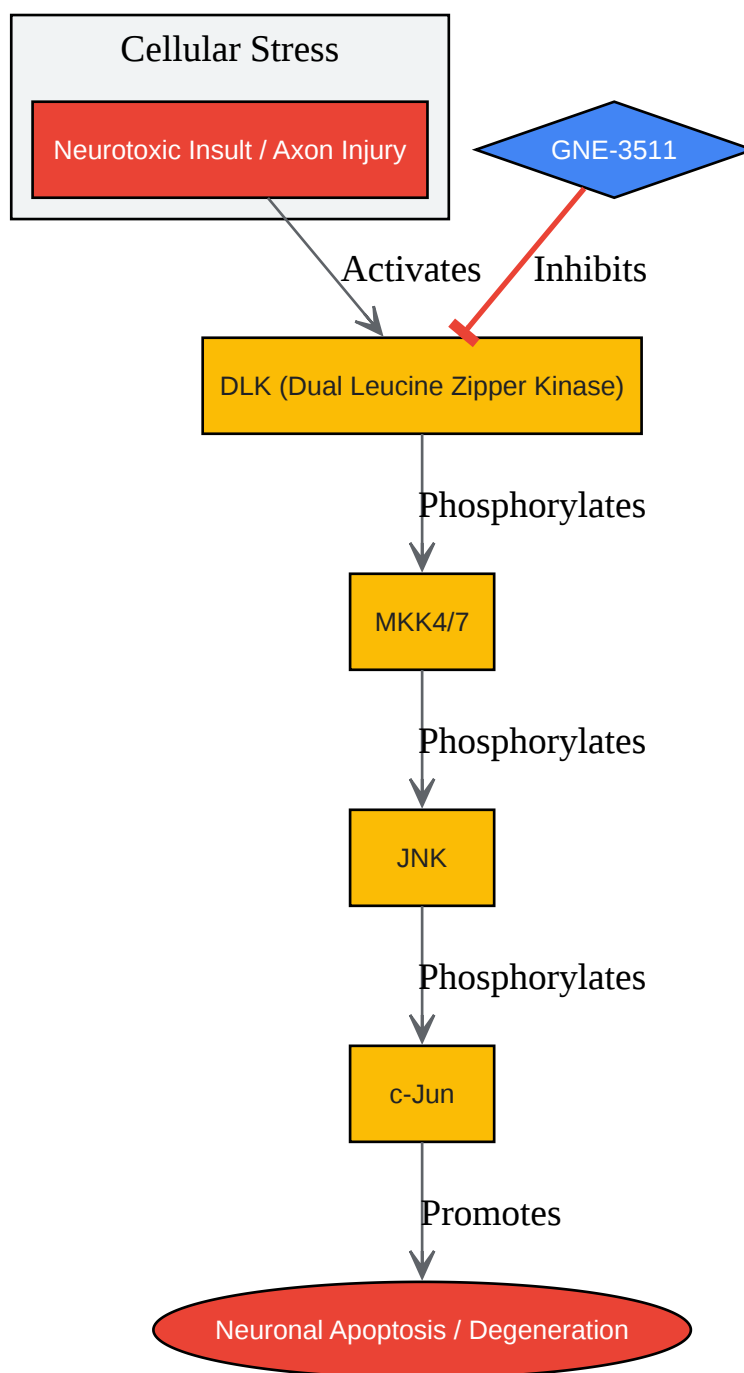 Cellular Stress
Neurotoxic Insult / Axon Injury
GNE-3511
Activates
Inhibits
DLK (Dual Leucine Zipper Kinase)
Phosphorylates
MKK4/7
Phosphorylates
JNK
Phosphorylates
c-Jun
Promotes
Neuronal Apoptosis / Degeneration